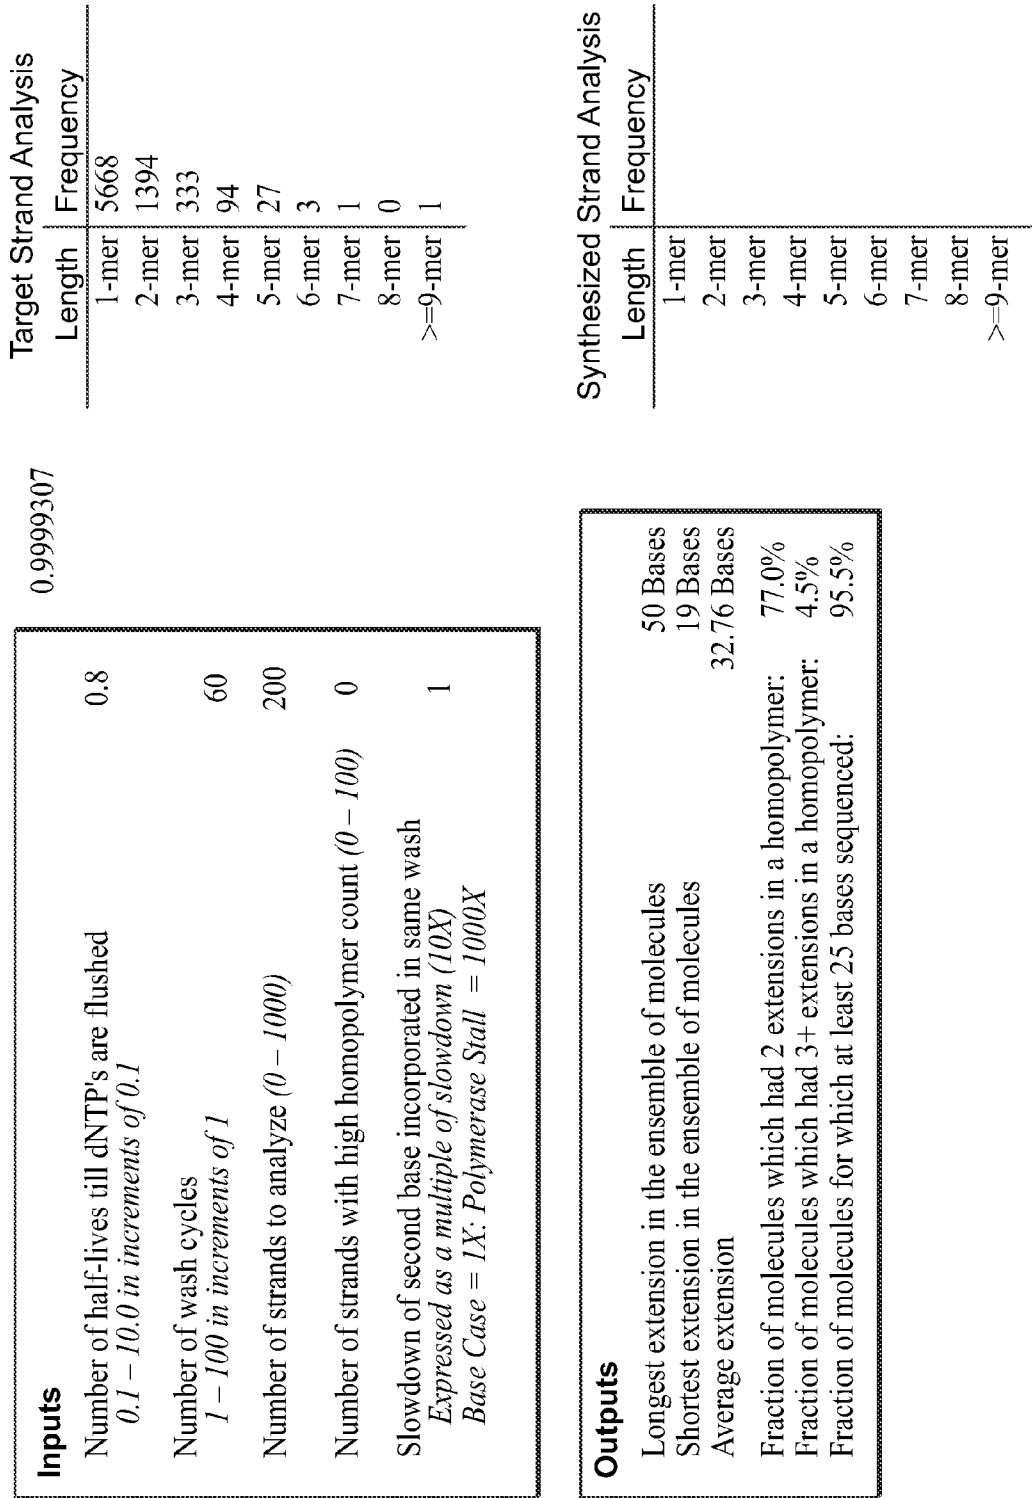 Inputs
Number of half-lives till dNTP's are flushed 0.8
0.1 – 10.0 in increments of 0.1
Number of wash cycles 60
1 – 100 in increments of 1
Number of strands to analyze (0 – 1000) 200
Number of strands with high homopolymer count (0 – 100) 0
Slowdown of second base incorporated in same wash 1
Expressed as a multiple of slowdown (10X)
Base Case = 1X: Polymerase Stall = 1000X
0.9999307
Target Strand Analysis
Length Frequency
1-mer 5668
2-mer 1394
3-mer 333
4-mer 94
5-mer 27
6-mer 3
7-mer 1
8-mer 0
>=9-mer 1
Outputs
Longest extension in the ensemble of molecules 50 Bases
Shortest extension in the ensemble of molecules 19 Bases
Average extension 32.76 Bases
Fraction of molecules which had 2 extensions in a homopolymer: 77.0%
Fraction of molecules which had 3+ extensions in a homopolymer: 4.5%
Fraction of molecules for which at least 25 bases sequenced: 95.5%
Synthesized Strand Analysis
Length Frequency
1-mer
2-mer
3-mer
4-mer
5-mer
6-mer
7-mer
8-mer
>=9-mer